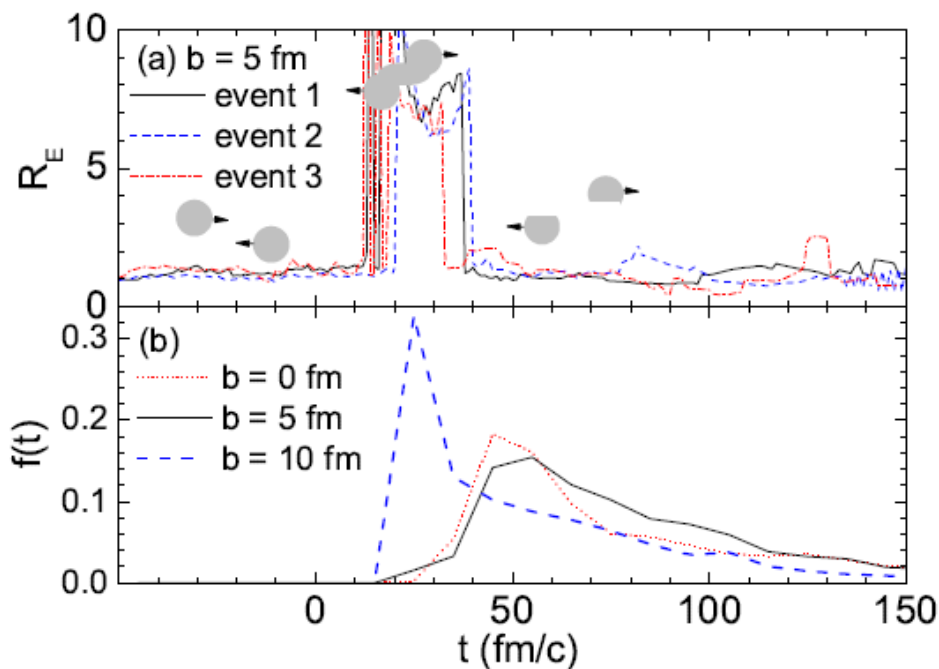 10
(a) b = 5 fm
event 1
event 2
event 3
R_E
5
0
0.3
(b)
b = 0 fm
b = 5 fm
b = 10 fm
f(t)
0.2
0.1
0.0
0 50 100 150
t (fm/c)